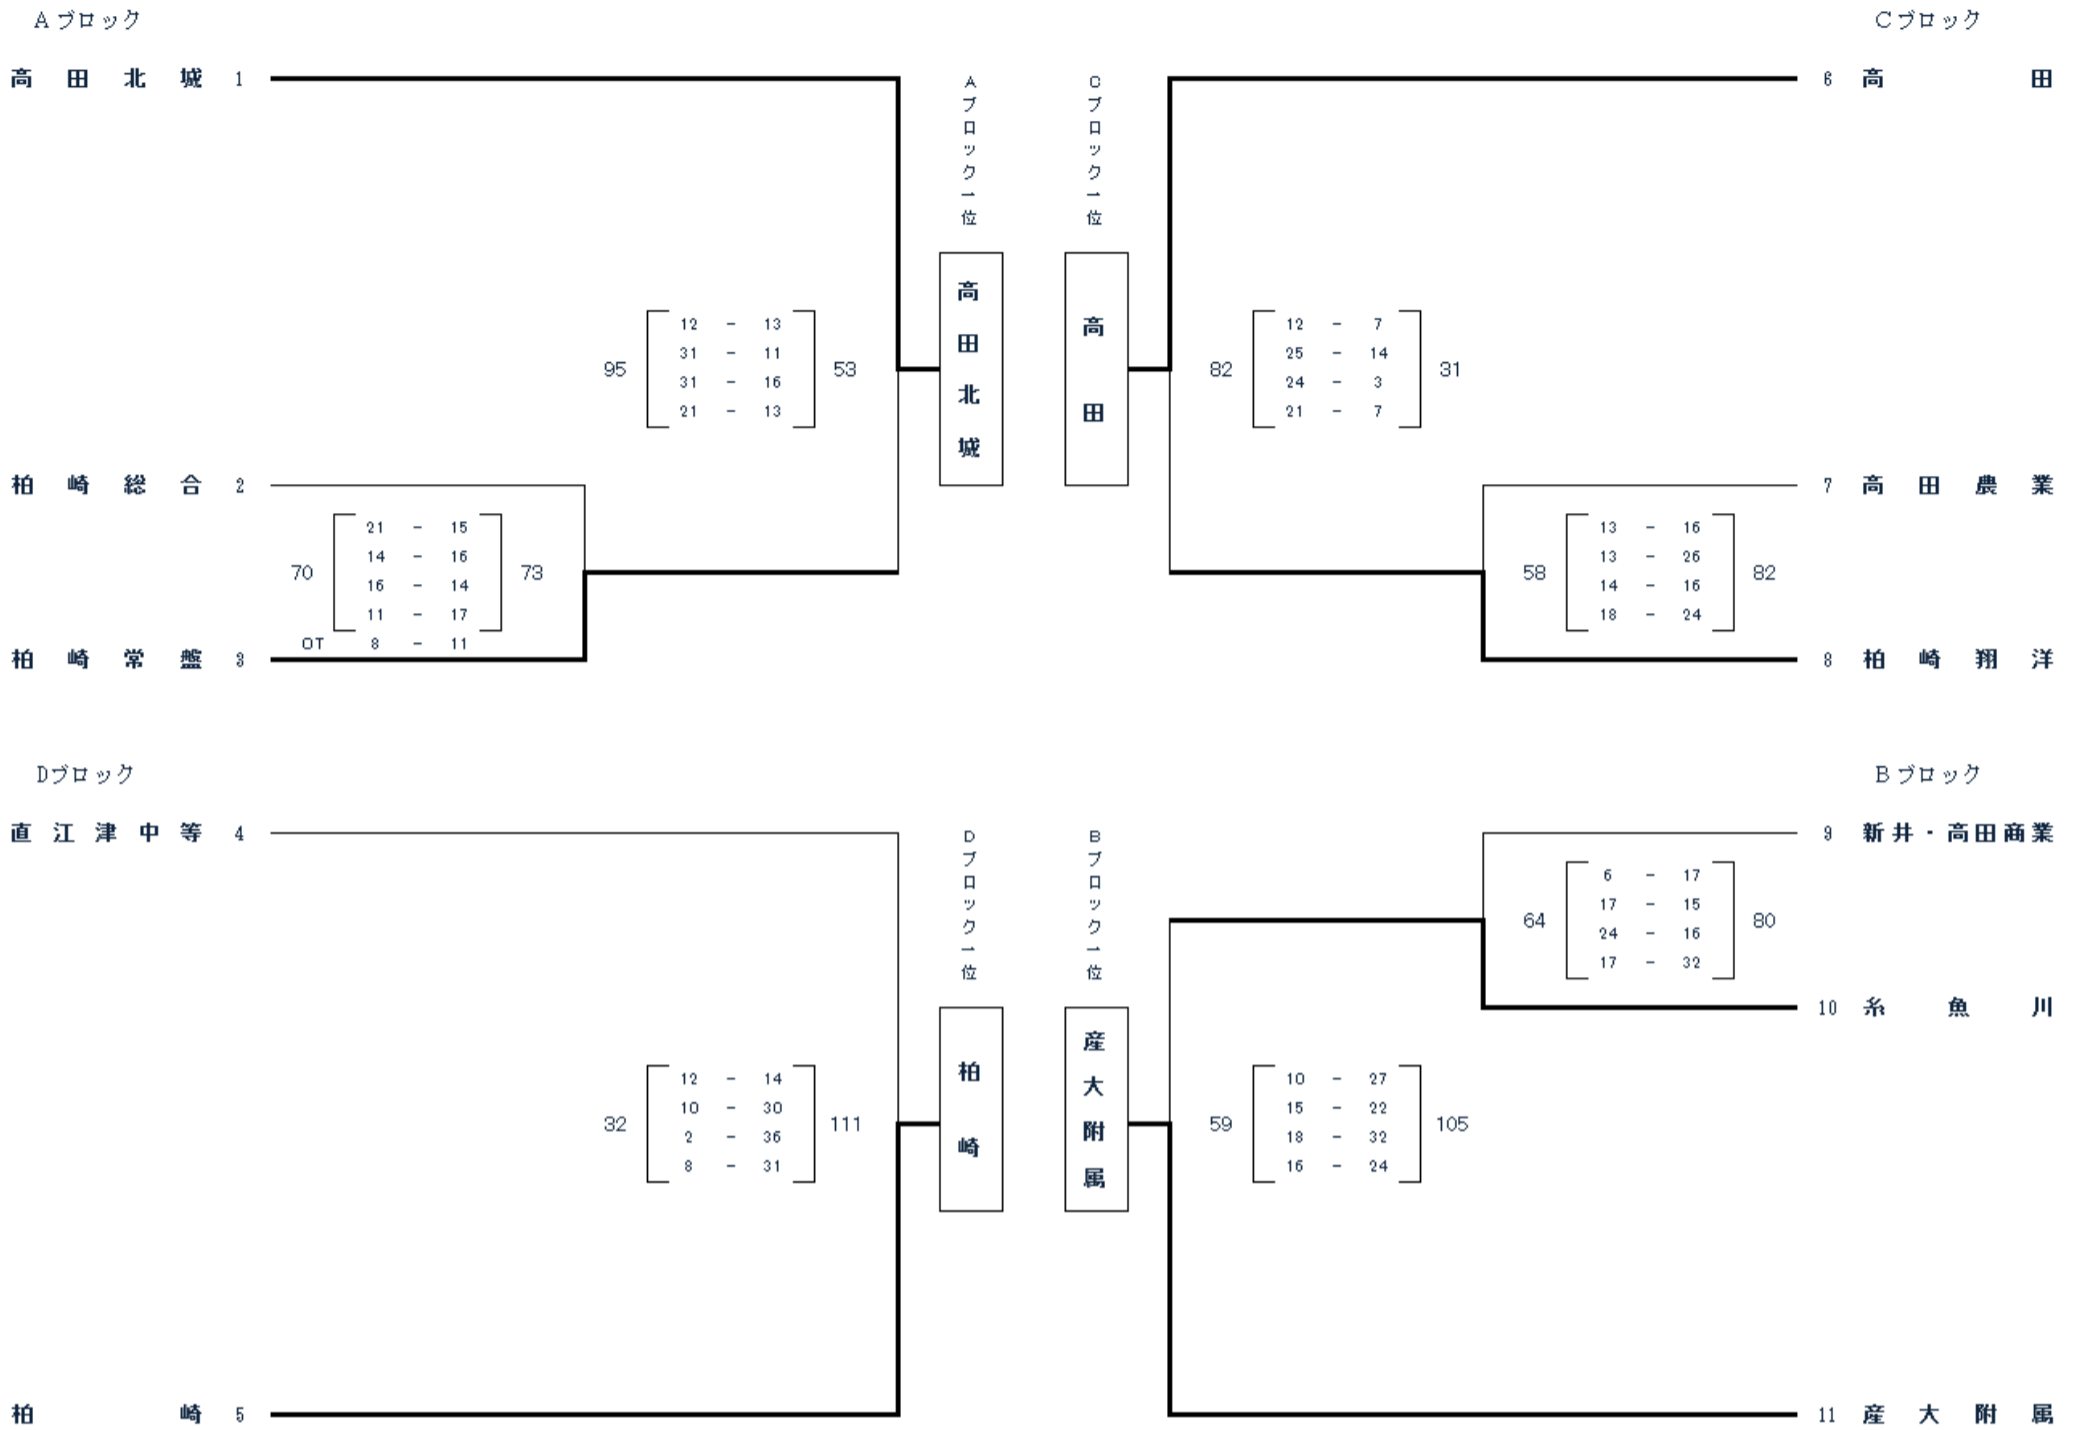 Aブロック
高田北城 1
Aブロック一位
高田北城
12 - 13
31 - 11
95 53
31 - 16
21 - 13
柏崎総合 2
21 - 15
14 - 16
70 73
16 - 14
11 - 17
OT 8 - 11
柏崎常盤 3
Cブロック
6 高田
Cブロック一位
高田
12 - 7
25 - 14
82 31
24 - 3
21 - 7
7 高田農業
13 - 16
13 - 26
58 82
14 - 16
18 - 24
8 柏崎翔洋
Dブロック
直江津中等 4
Dブロック一位
柏崎
12 - 14
10 - 30
32 111
2 - 36
8 - 31
柏崎 5
Bブロック
9 新井・高田商業
Bブロック一位
産大附属
6 - 17
17 - 15
64 80
24 - 16
17 - 32
10 糸魚川
10 - 27
15 - 22
59 105
18 - 32
16 - 24
11 産大附属